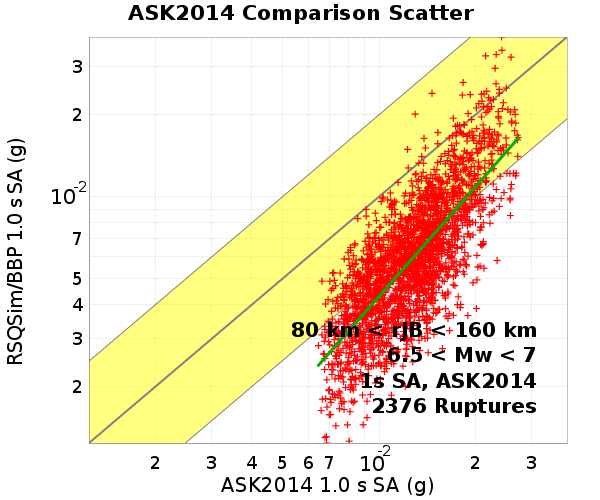 ASK2014 Comparison Scatter
RSQSim/BBP 1.0 s SA (g)
3
2
10-2
7
5
4
3
2
80 km < rJB < 160 km
6.5 < Mw < 7
1s SA, ASK2014
2376 Ruptures
2 3 4 5 6 7 10-2 2 3
ASK2014 1.0 s SA (g)